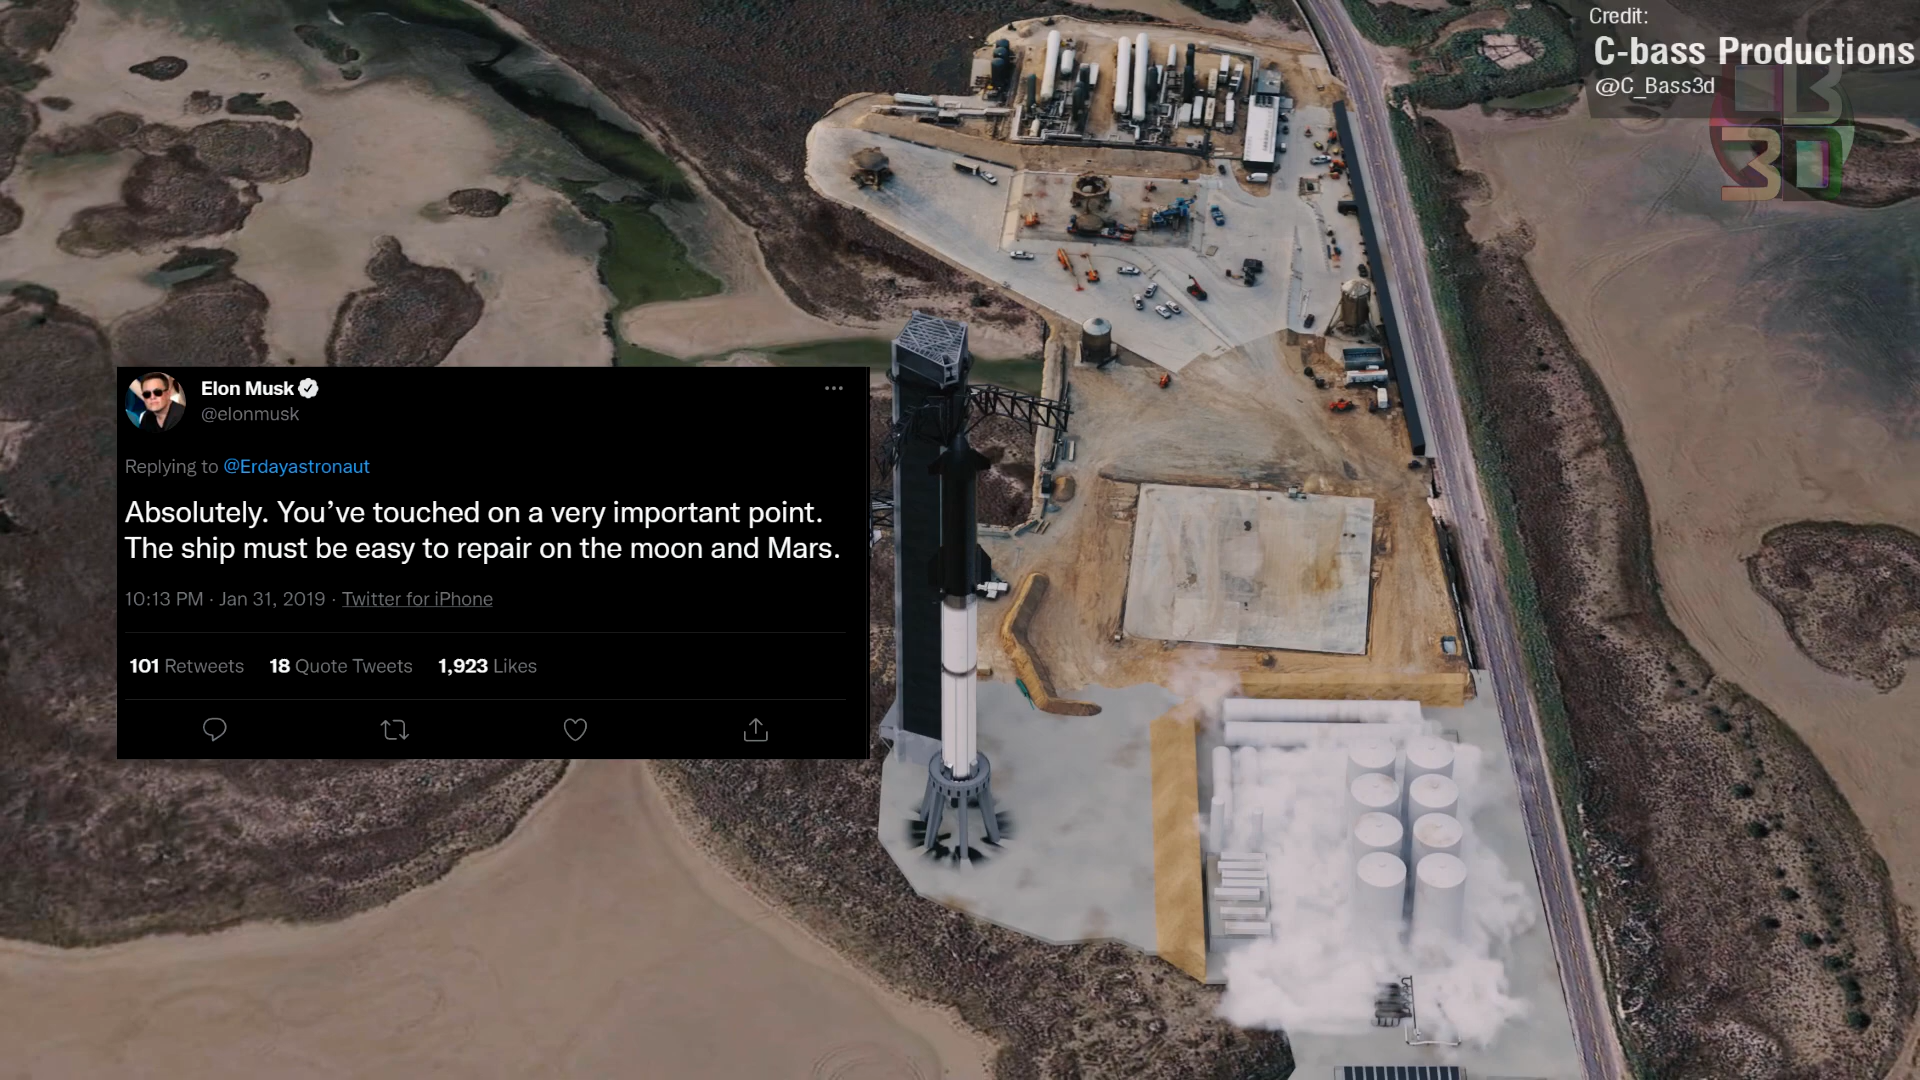 Credit:
C-bass Productions
@C_Bass3d
Elon Musk
@elonmusk
Replying to @Erdayastronaut
Absolutely. You’ve touched on a very important point.
The ship must be easy to repair on the moon and Mars.
10:13 PM · Jan 31, 2019 · Twitter for iPhone
101 Retweets 18 Quote Tweets 1,923 Likes